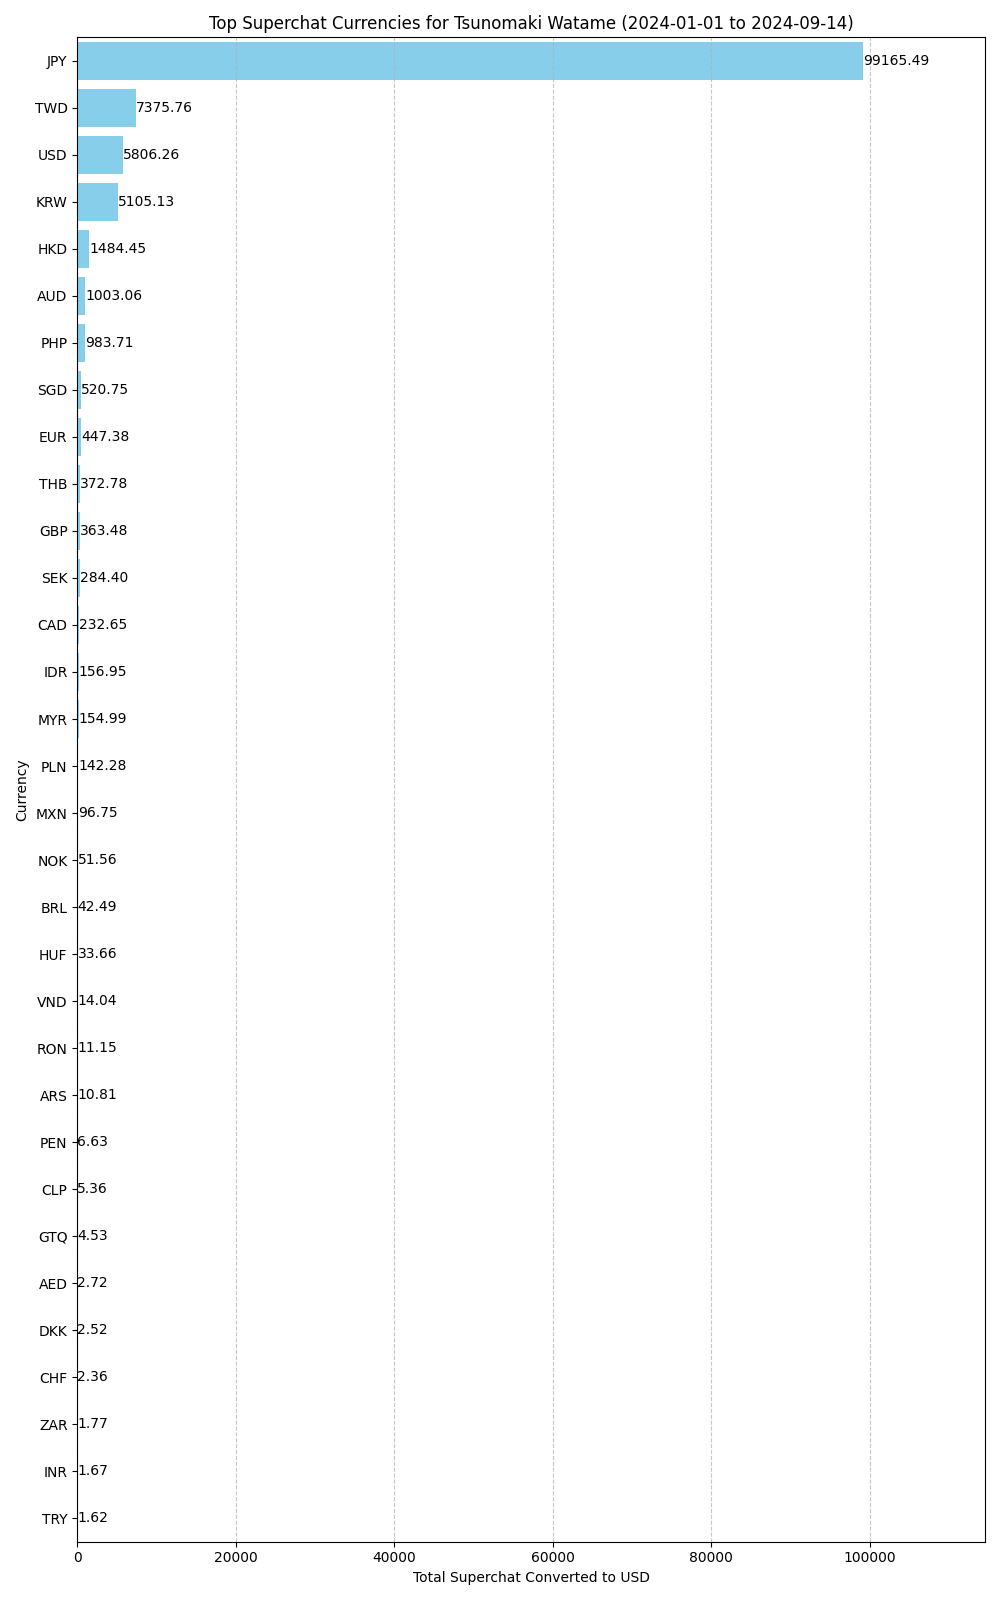 Top Superchat Currencies for Tsunomaki Watame (2024-01-01 to 2024-09-14)
JPY 99165.49
TWD 7375.76
USD 5806.26
KRW 5105.13
HKD 1484.45
AUD 1003.06
PHP 983.71
SGD 520.75
EUR 447.38
THB 372.78
GBP 363.48
SEK 284.40
CAD 232.65
IDR 156.95
MYR 154.99
PLN 142.28
MXN 96.75
NOK 51.56
BRL 42.49
HUF 33.66
VND 14.04
RON 11.15
ARS 10.81
PEN 6.63
CLP 5.36
GTQ 4.53
AED 2.72
DKK 2.52
CHF 2.36
ZAR 1.77
INR 1.67
TRY 1.62
Currency
0 20000 40000 60000 80000 100000
Total Superchat Converted to USD